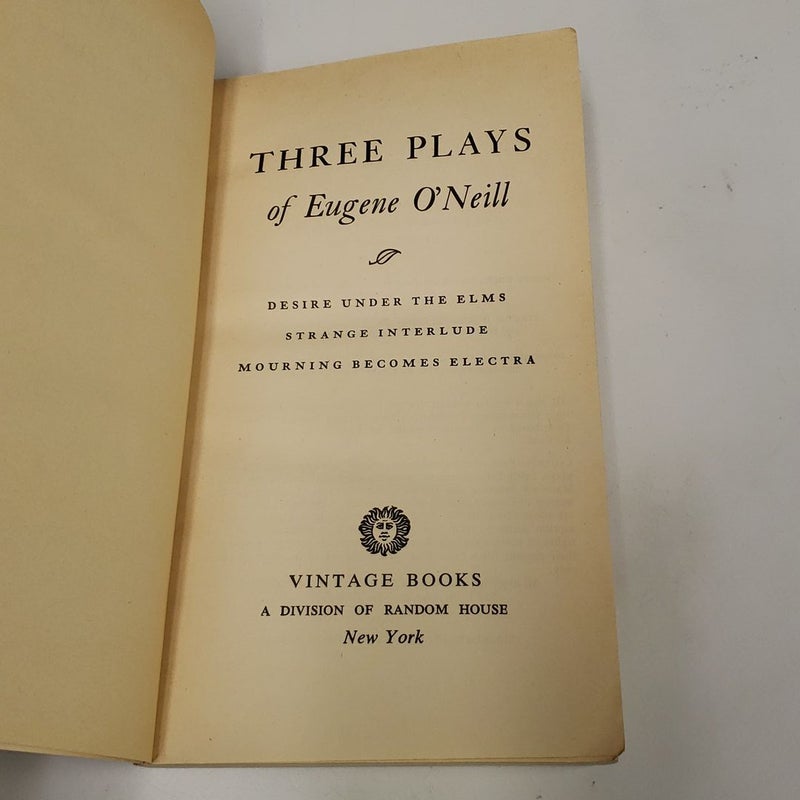 THREE PLAYS
of Eugene O'Neill
DESIRE UNDER THE ELMS
STRANGE INTERLUDE
MOURNING BECOMES ELECTRA
VINTAGE BOOKS
A DIVISION OF RANDOM HOUSE
New York